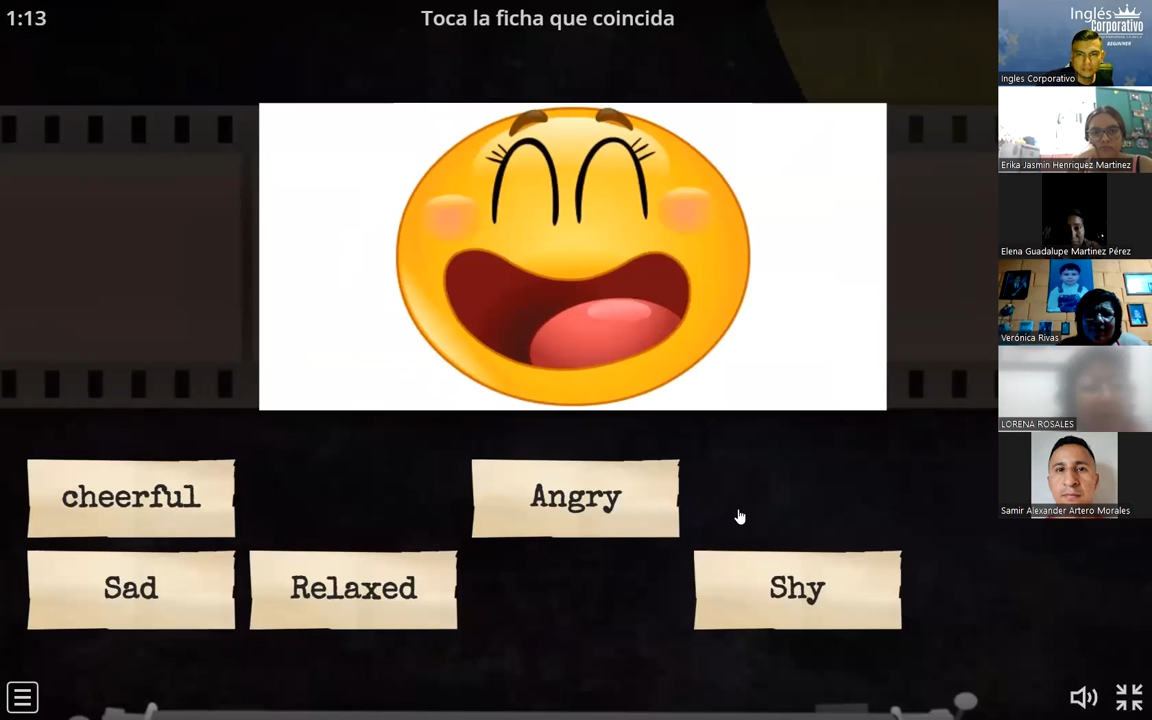 1:13
Toca la ficha que coincida
Inglés
Corporativo
BEGINNER
Ingles Corporativo
Erika Jasmin Henriquez Martinez
Elena Guadalupe Martinez Pérez
Verónica Rivas
LORENA ROSALES
Samir Alexander Artero Morales
cheerful
Angry
Sad
Relaxed
Shy